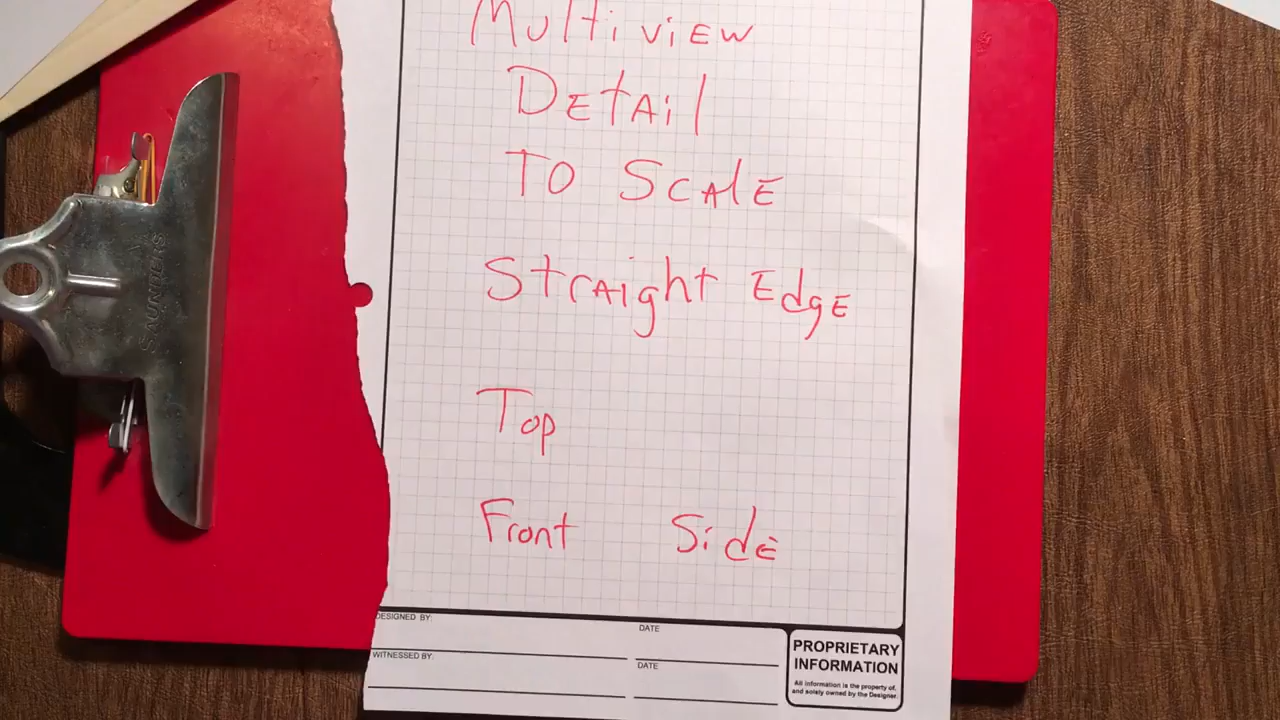 Multiview
DEtAil
TO ScAlE
StrAight EdgE
Top
Front Side
DESIGNED BY:
DATE
WITNESSED BY:
DATE
PROPRIETARY
INFORMATION
All information is the property of,
and solely owned by the Designer
SAUNDERS